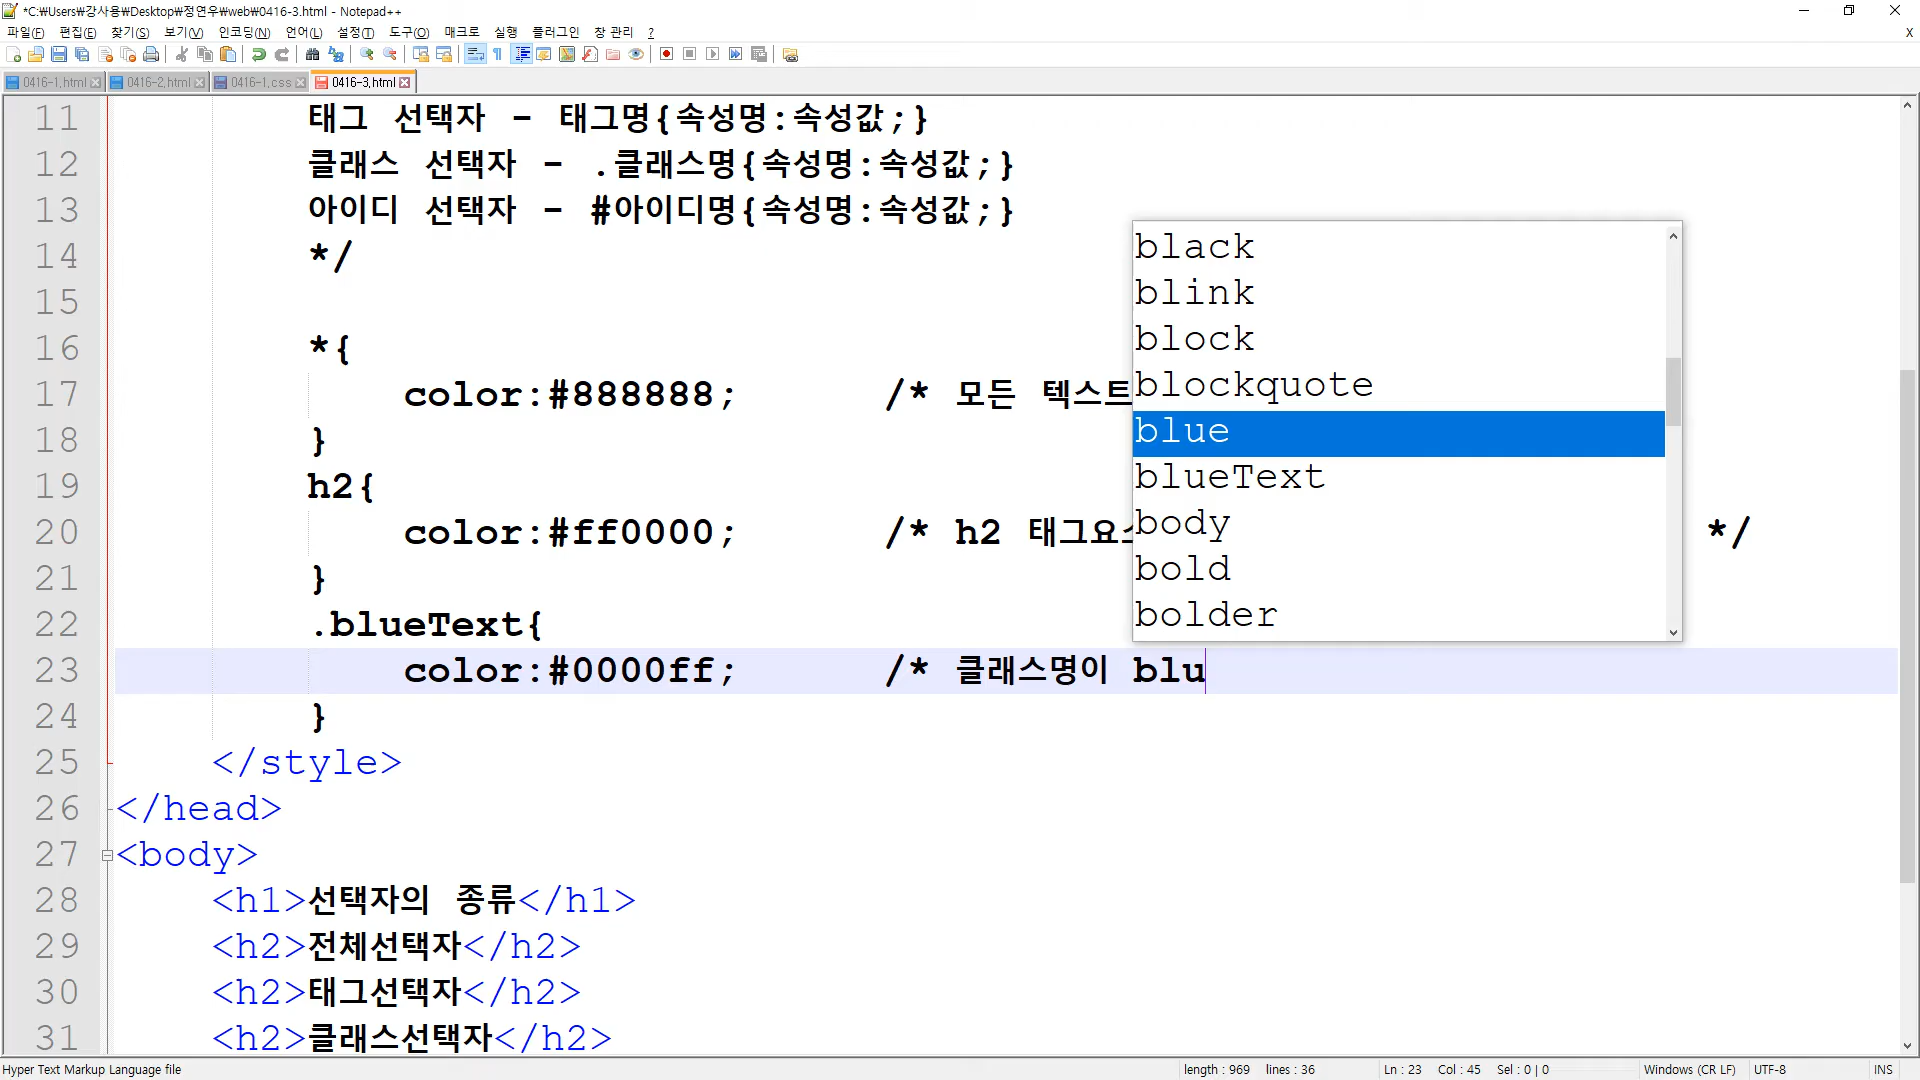 *C:₩Users₩강사용₩Desktop₩정연우₩web₩0416-3.html - Notepad++
파일(F) 편집(E) 찾기(S) 보기(V) 인코딩(N) 언어(L) 설정(T) 도구(O) 매크로 실행 플러그인 창 관리 ? X
0416-1.html 0416-2.html 0416-1.css 0416-3.html
11 태그 선택자 - 태그명{속성명:속성값;}
12 클래스 선택자 - .클래스명{속성명:속성값;}
13 아이디 선택자 - #아이디명{속성명:속성값;}
14 */
15
16 *{
17 color:#888888; /* 모든 텍스트
18 }
19 h2{
20 color:#ff0000; /* h2 태그요소 */
21 }
22 .blueText{
23 color:#0000ff; /* 클래스명이 blu
24 }
25 </style>
26 </head>
27 <body>
28 <h1>선택자의 종류</h1>
29 <h2>전체선택자</h2>
30 <h2>태그선택자</h2>
31 <h2>클래스선택자</h2>
black
blink
block
blockquote
blue
blueText
body
bold
bolder
Hyper Text Markup Language file length : 969 lines : 36 Ln : 23 Col : 45 Sel : 0 | 0 Windows (CR LF) UTF-8 INS